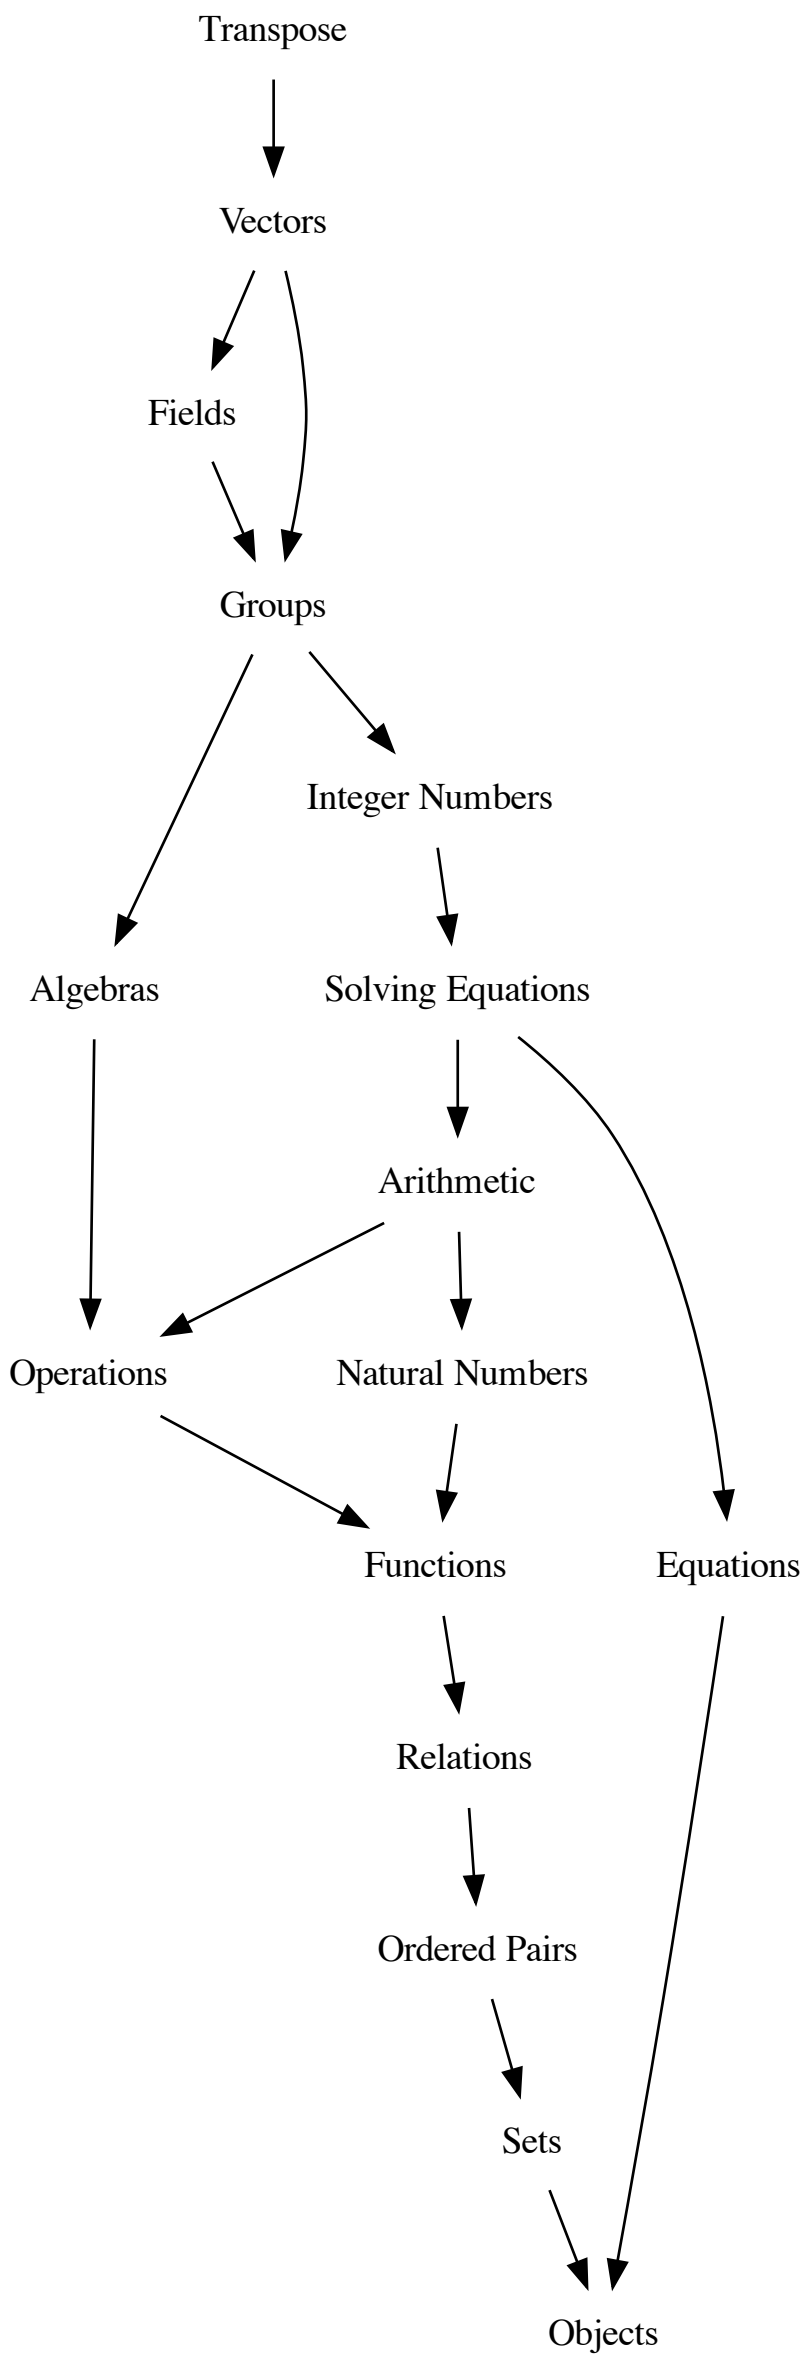 Transpose
Vectors
Fields
Groups
Integer Numbers
Algebras
Solving Equations
Arithmetic
Operations
Natural Numbers
Functions
Equations
Relations
Ordered Pairs
Sets
Objects